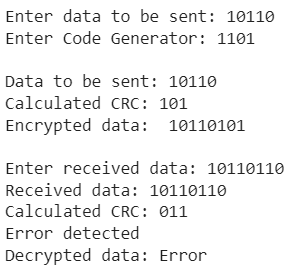 Enter data to be sent: 10110
Enter Code Generator: 1101
Data to be sent: 10110
Calculated CRC: 101
Encrypted data:  10110101
Enter received data: 10110110
Received data: 10110110
Calculated CRC: 011
Error detected
Decrypted data: Error